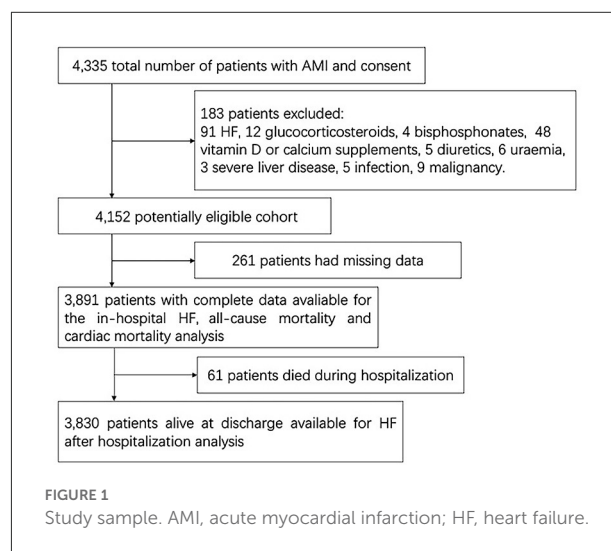 4,335 total number of patients with AMI and consent
183 patients excluded:
91 HF, 12 glucocorticosteroids, 4 bisphosphonates, 48
vitamin D or calcium supplements, 5 diuretics, 6 uraemia,
3 severe liver disease, 5 infection, 9 malignancy.
4,152 potentially eligible cohort
261 patients had missing data
3,891 patients with complete data avaliable for
the in-hospital HF, all-cause mortality and
cardiac mortality analysis
61 patients died during hospitalization
3,830 patients alive at discharge available for HF
after hospitalization analysis
FIGURE 1
Study sample. AMI, acute myocardial infarction; HF, heart failure.